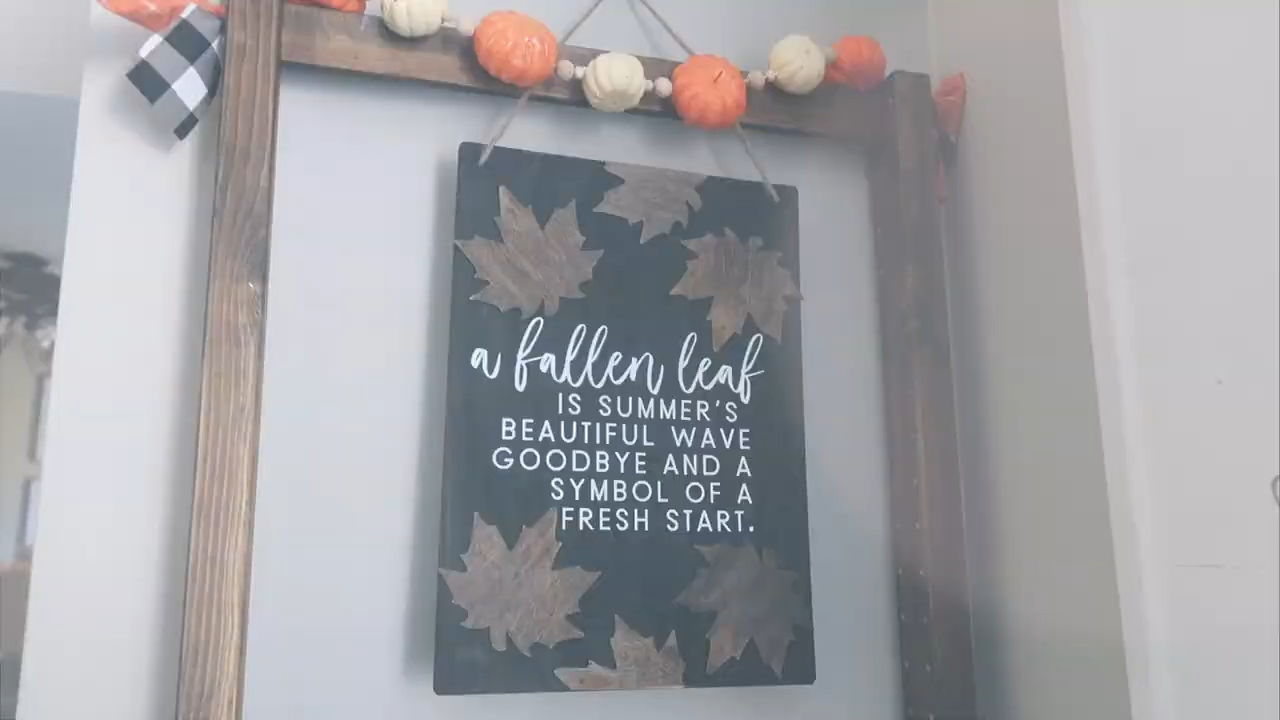 a fallen leaf
IS SUMMER'S
BEAUTIFUL WAVE
GOODBYE AND A
SYMBOL OF A
FRESH START.